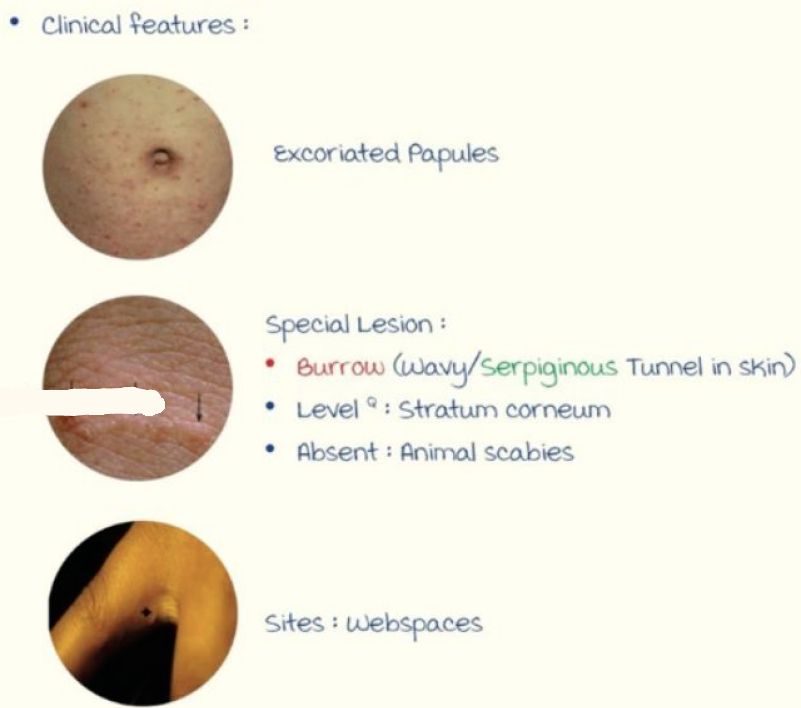 • Clinical features :
Excoriated Papules
Special Lesion :
• Burrow (Wavy/Serpiginous Tunnel in skin)
• Level Q : Stratum corneum
• Absent : Animal scabies
Sites : Webspaces